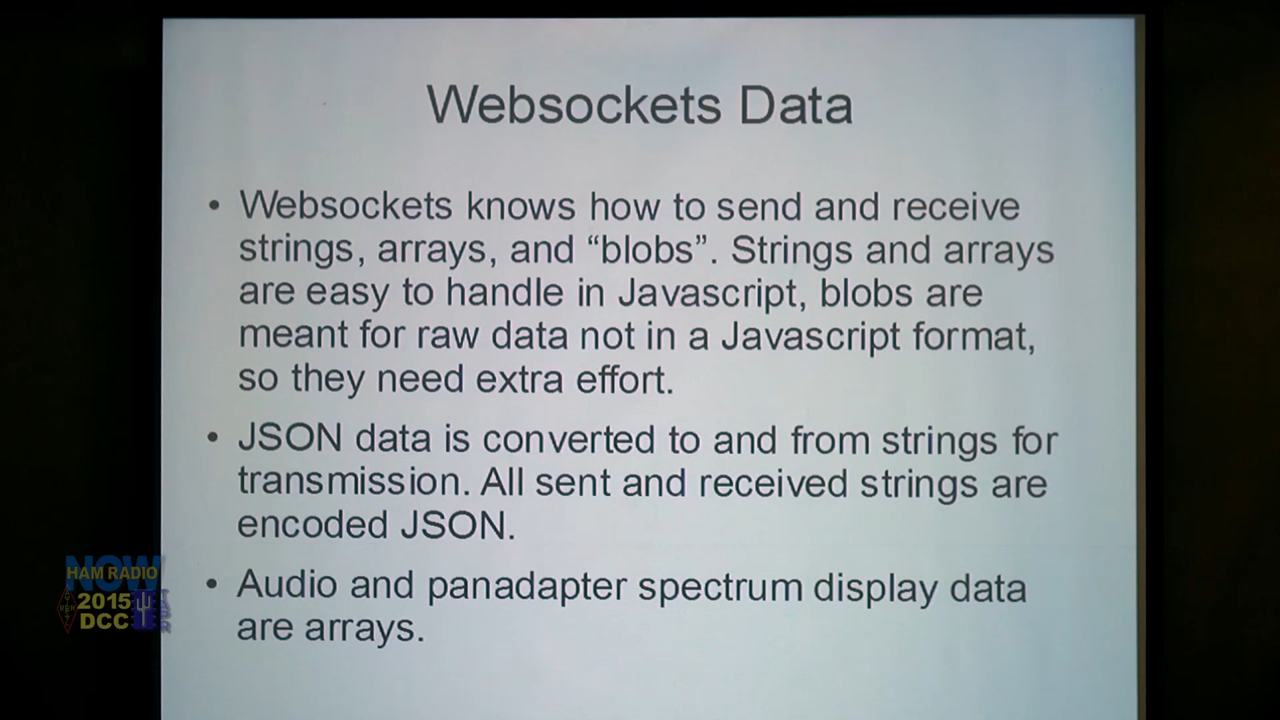 Websockets Data
• Websockets knows how to send and receive
strings, arrays, and “blobs”. Strings and arrays
are easy to handle in Javascript, blobs are
meant for raw data not in a Javascript format,
so they need extra effort.
• JSON data is converted to and from strings for
transmission. All sent and received strings are
encoded JSON.
• Audio and panadapter spectrum display data
are arrays.
NOW
HAM RADIO
2015
DCC